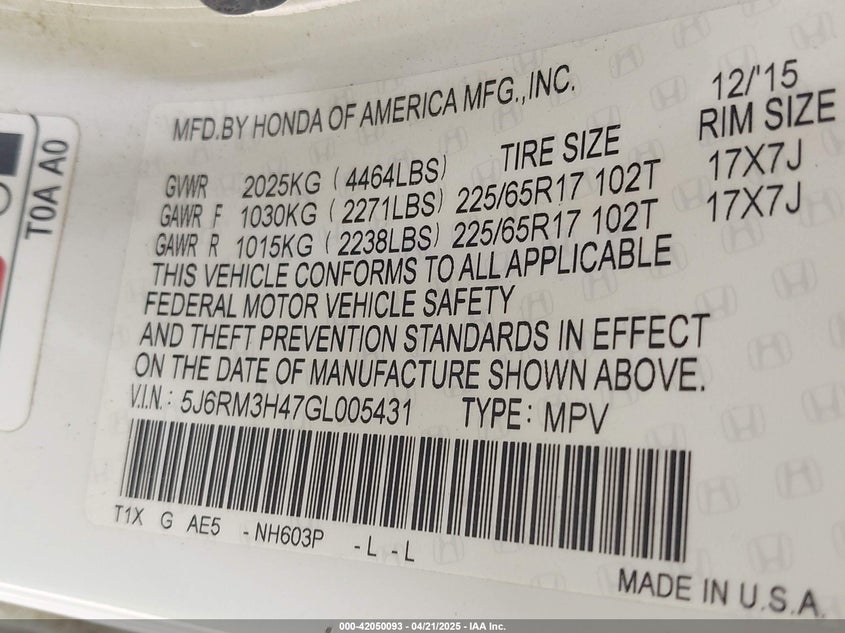 MFD.BY HONDA OF AMERICA MFG.,INC. 12/'15
TIRE SIZE RIM SIZE
GVWR 2025KG (4464LBS)
GAWR F 1030KG (2271LBS) 225/65R17 102T 17X7J
GAWR R 1015KG (2238LBS) 225/65R17 102T 17X7J
THIS VEHICLE CONFORMS TO ALL APPLICABLE
FEDERAL MOTOR VEHICLE SAFETY
AND THEFT PREVENTION STANDARDS IN EFFECT
ON THE DATE OF MANUFACTURE SHOWN ABOVE.
V.I.N.: 5J6RM3H47GL005431 TYPE: MPV
T1X G AE5 -NH603P -L -L
MADE IN U.S.A.
T0A A0
000-42050093 - 04/21/2025 - IAA Inc.